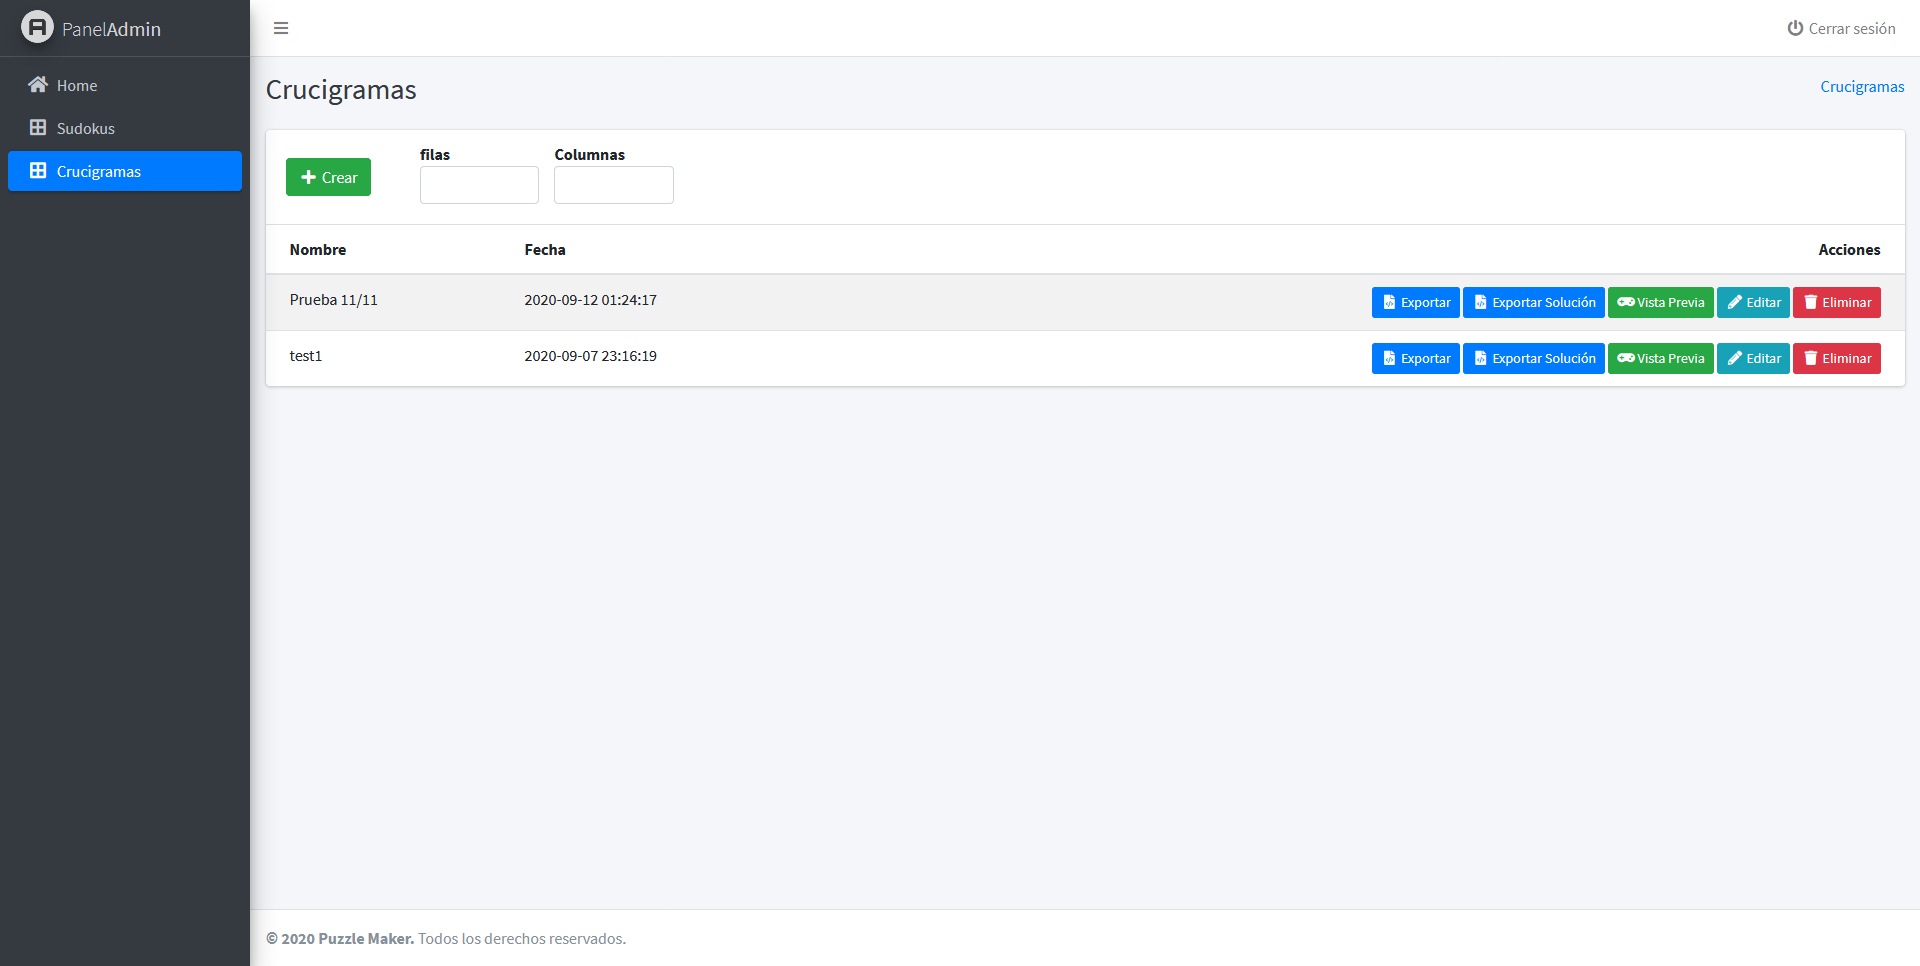 PanelAdmin
Cerrar sesión
Home
Sudokus
Crucigramas
Crucigramas
Crucigramas
filas
Columnas
Crear
Nombre Fecha Acciones
Prueba 11/11 2020-09-12 01:24:17 Exportar Exportar Solución Vista Previa Editar Eliminar
test1 2020-09-07 23:16:19 Exportar Exportar Solución Vista Previa Editar Eliminar
© 2020 Puzzle Maker. Todos los derechos reservados.